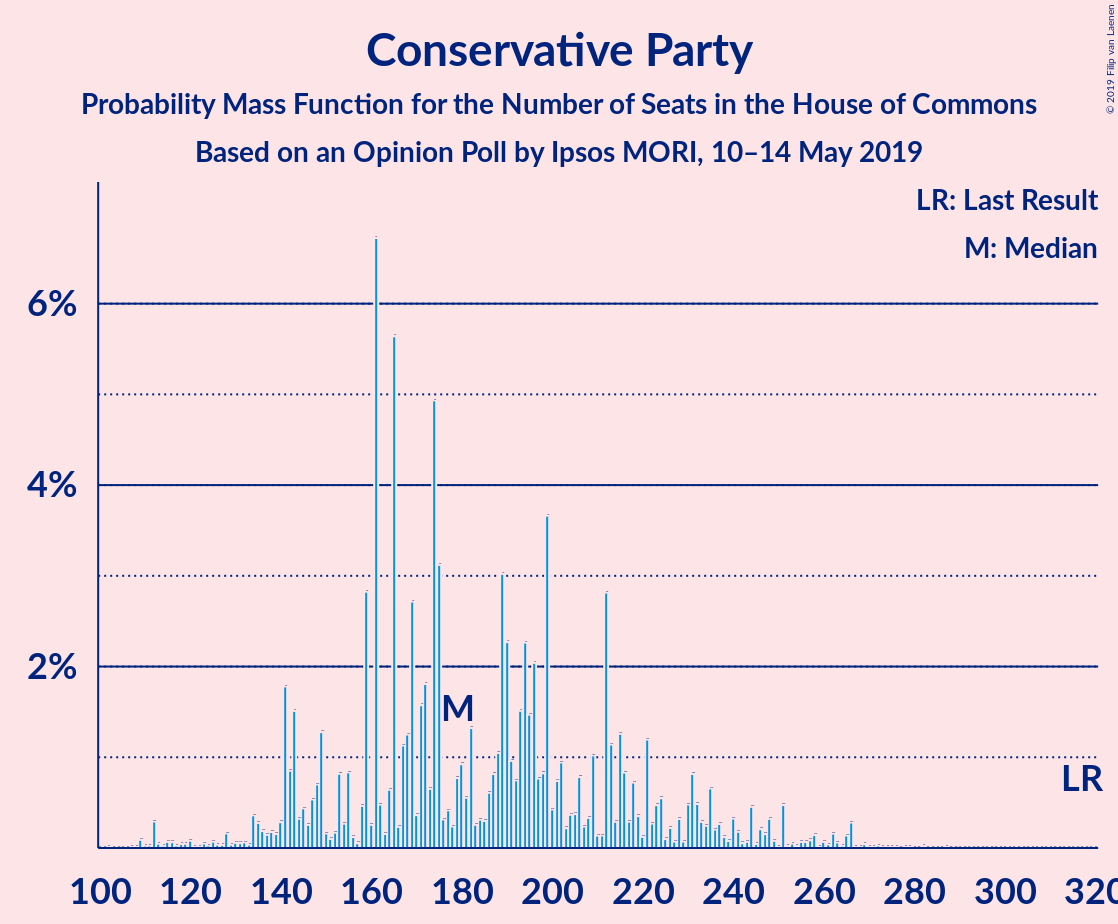 Conservative Party
Probability Mass Function for the Number of Seats in the House of Commons
Based on an Opinion Poll by Ipsos MORI, 10–14 May 2019
© 2019 Filip van Laenen
LR: Last Result
M: Median
6%
4%
2%
M
LR
100 120 140 160 180 200 220 240 260 280 300 320